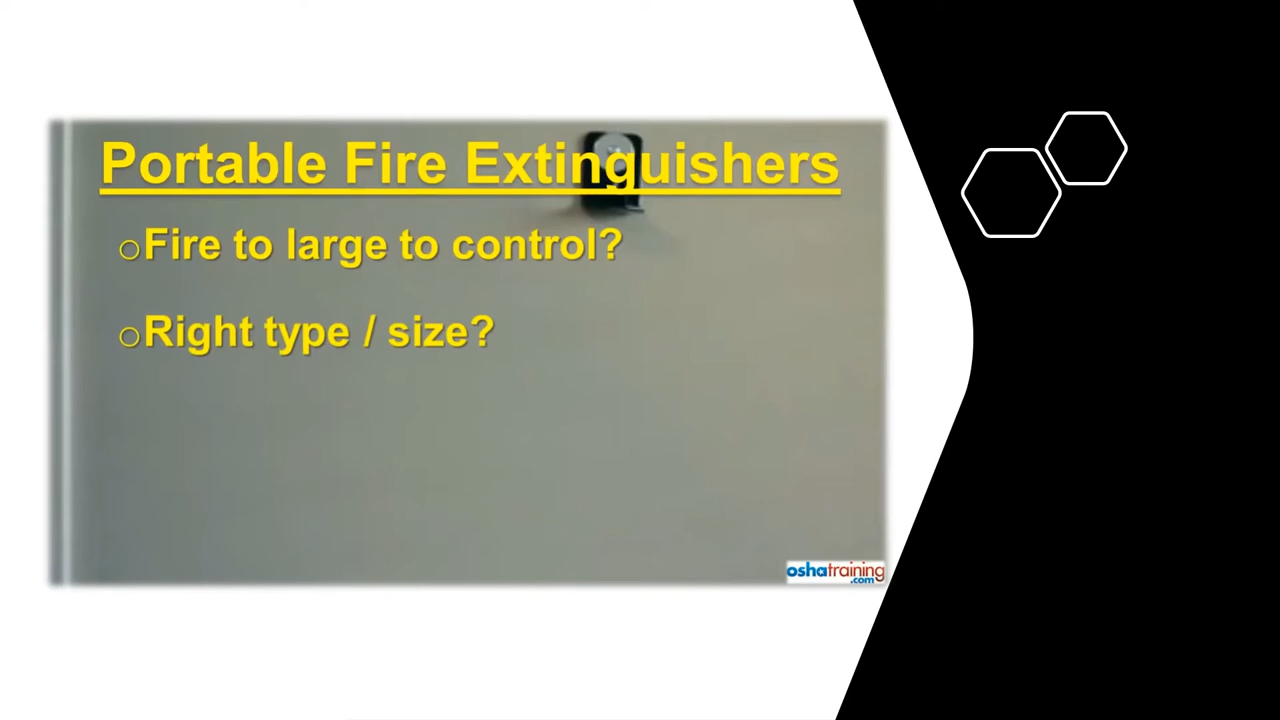 Portable Fire Extinguishers
Fire to large to control?
Right type / size?
oshatraining
.com